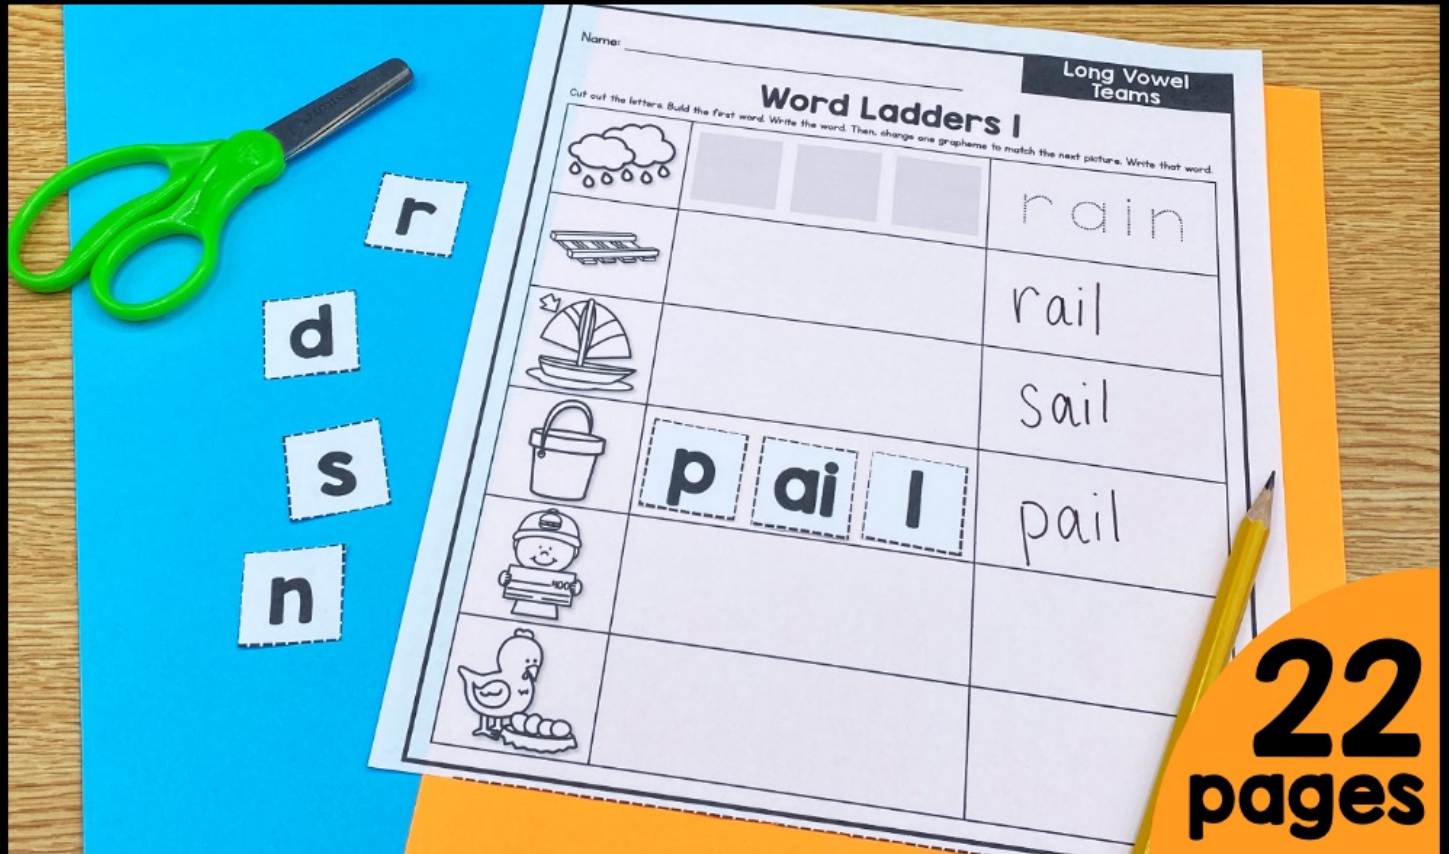 Name:
Long Vowel
Teams
Word Ladders 1
Cut out the letters. Build the first word. Write the word. Then, change one grapheme to match the next picture. Write that word.
rain
rail
sail
p ai l
pail
r
d
s
n
22
pages